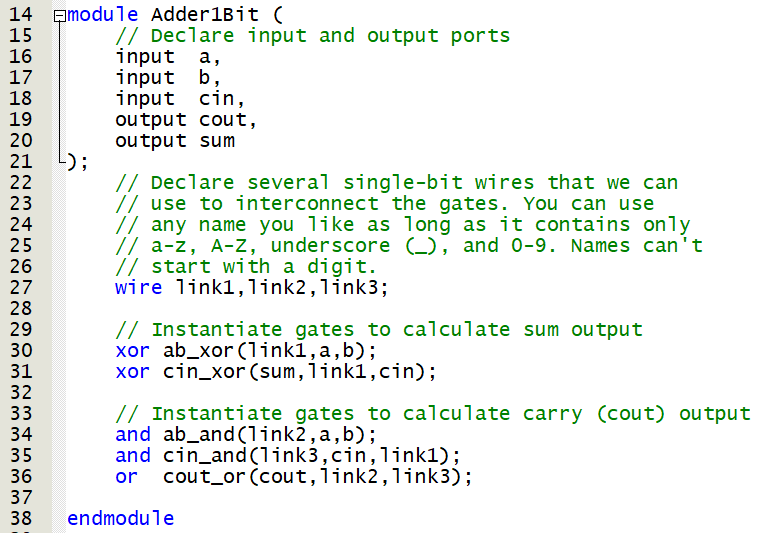 14 module Adder1Bit (
15     // Declare input and output ports
16     input  a,
17     input  b,
18     input  cin,
19     output cout,
20     output sum
21 );
22     // Declare several single-bit wires that we can
23     // use to interconnect the gates. You can use
24     // any name you like as long as it contains only
25     // a-z, A-Z, underscore (_), and 0-9. Names can't
26     // start with a digit.
27     wire link1,link2,link3;
28
29     // Instantiate gates to calculate sum output
30     xor ab_xor(link1,a,b);
31     xor cin_xor(sum,link1,cin);
32
33     // Instantiate gates to calculate carry (cout) output
34     and ab_and(link2,a,b);
35     and cin_and(link3,cin,link1);
36     or  cout_or(cout,link2,link3);
37
38 endmodule